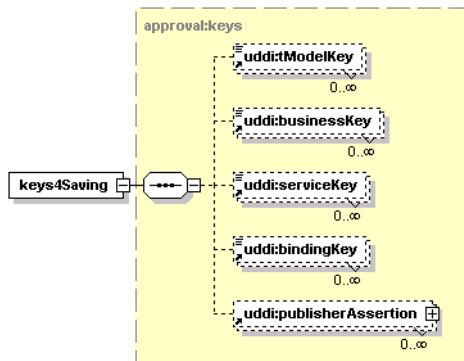 approval:keys
uddi:tModelKey
0..∞
uddi:businessKey
0..∞
keys4Saving
uddi:serviceKey
0..∞
uddi:bindingKey
0..∞
uddi:publisherAssertion
0..∞